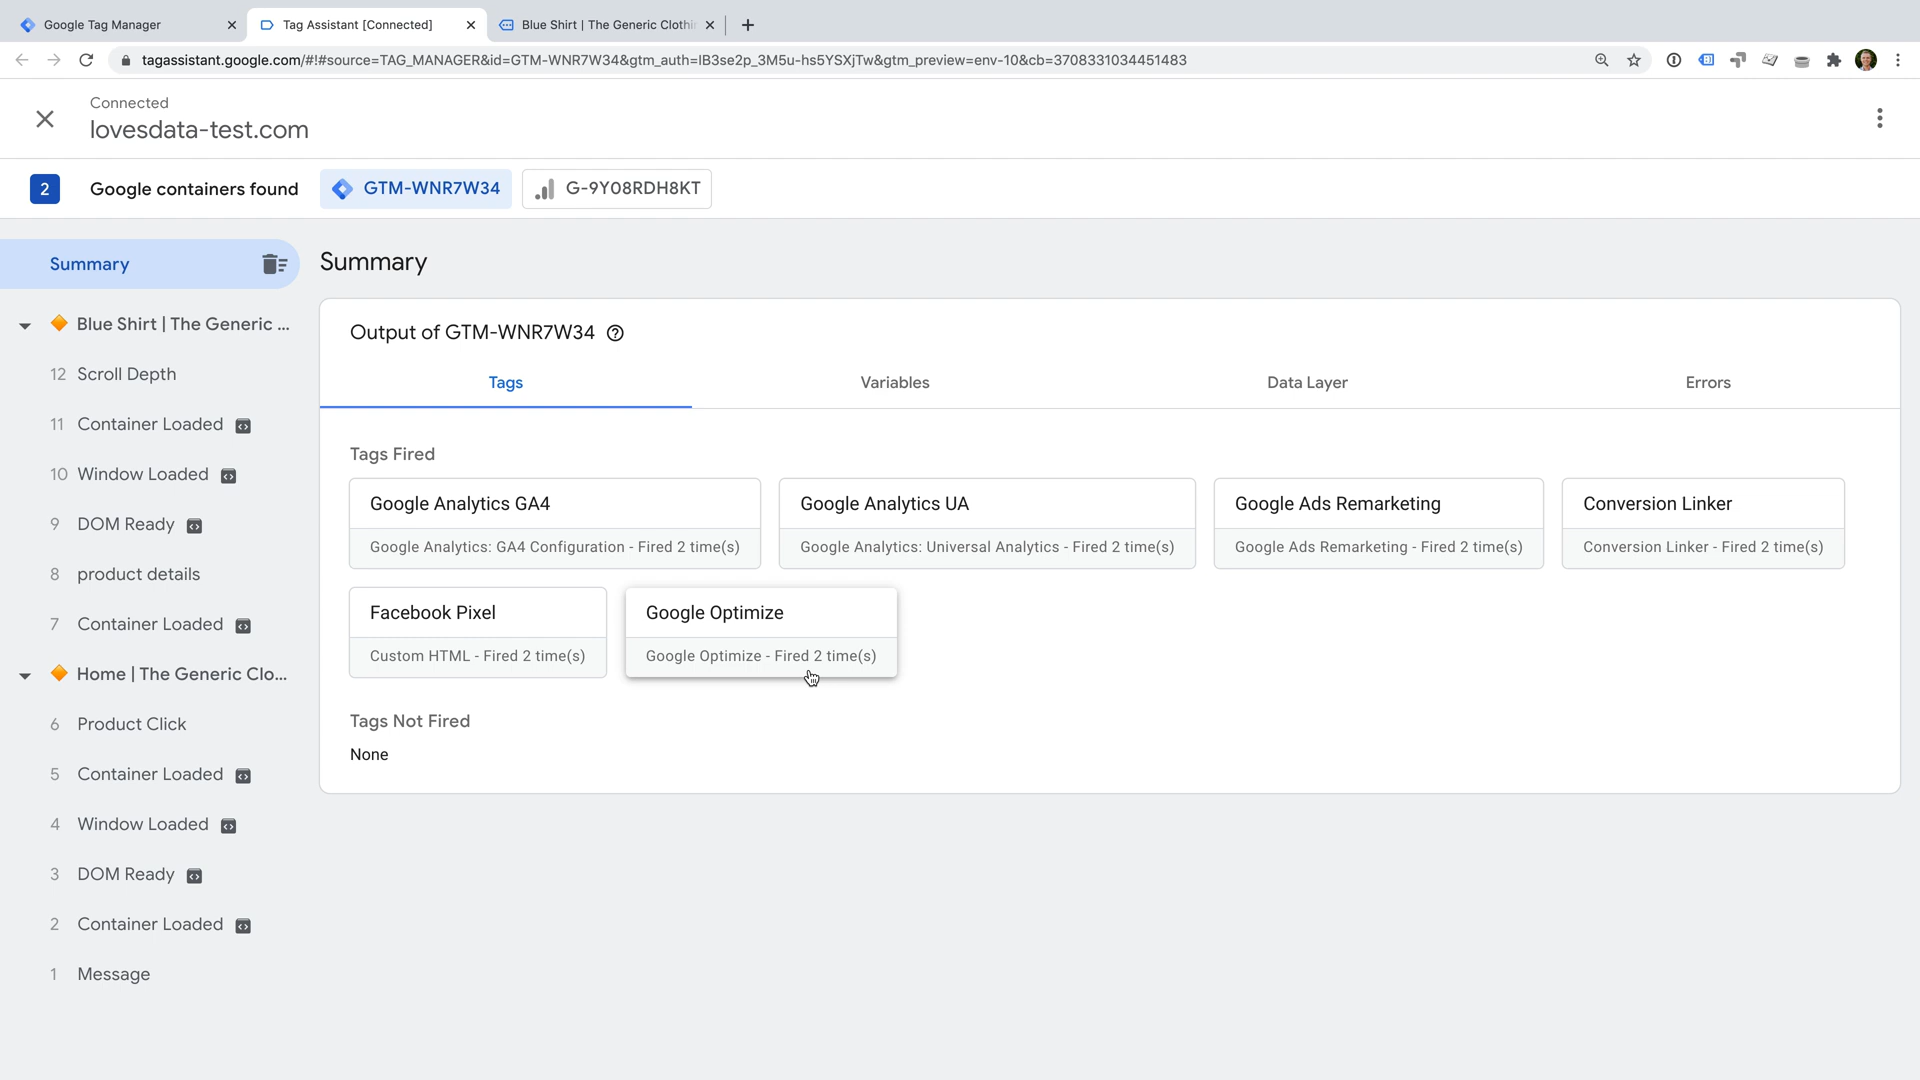 Google Tag Manager
Tag Assistant [Connected]
Blue Shirt | The Generic Clothi
tagassistant.google.com/#!#source=TAG_MANAGER&id=GTM-WNR7W34&gtm_auth=IB3se2p_3M5u-hs5YSXjTw&gtm_preview=env-10&cb=3708331034451483
Connected
lovesdata-test.com
2 Google containers found GTM-WNR7W34 G-9Y08RDH8KT
Summary
Blue Shirt | The Generic ...
12 Scroll Depth
11 Container Loaded
10 Window Loaded
9 DOM Ready
8 product details
7 Container Loaded
Home | The Generic Clo...
6 Product Click
5 Container Loaded
4 Window Loaded
3 DOM Ready
2 Container Loaded
1 Message
Summary
Output of GTM-WNR7W34
Tags Variables Data Layer Errors
Tags Fired
Google Analytics GA4
Google Analytics: GA4 Configuration - Fired 2 time(s)
Google Analytics UA
Google Analytics: Universal Analytics - Fired 2 time(s)
Google Ads Remarketing
Google Ads Remarketing - Fired 2 time(s)
Conversion Linker
Conversion Linker - Fired 2 time(s)
Facebook Pixel
Custom HTML - Fired 2 time(s)
Google Optimize
Google Optimize - Fired 2 time(s)
Tags Not Fired
None